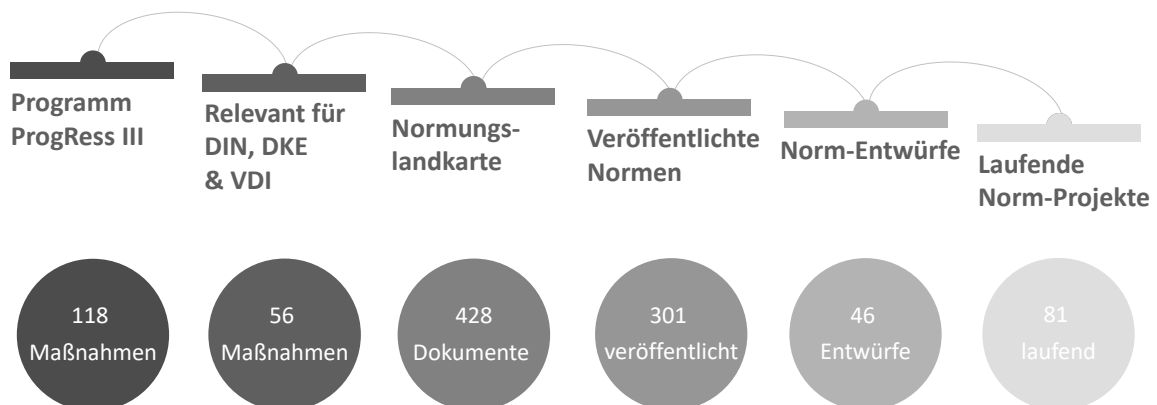 Programm
ProgRess III
Relevant für
DIN, DKE
& VDI
Normungs-
landkarte
Veröffentlichte
Normen
Norm-Entwürfe
Laufende
Norm-Projekte
118
Maßnahmen
56
Maßnahmen
428
Dokumente
301
veröffentlicht
46
Entwürfe
81
laufend